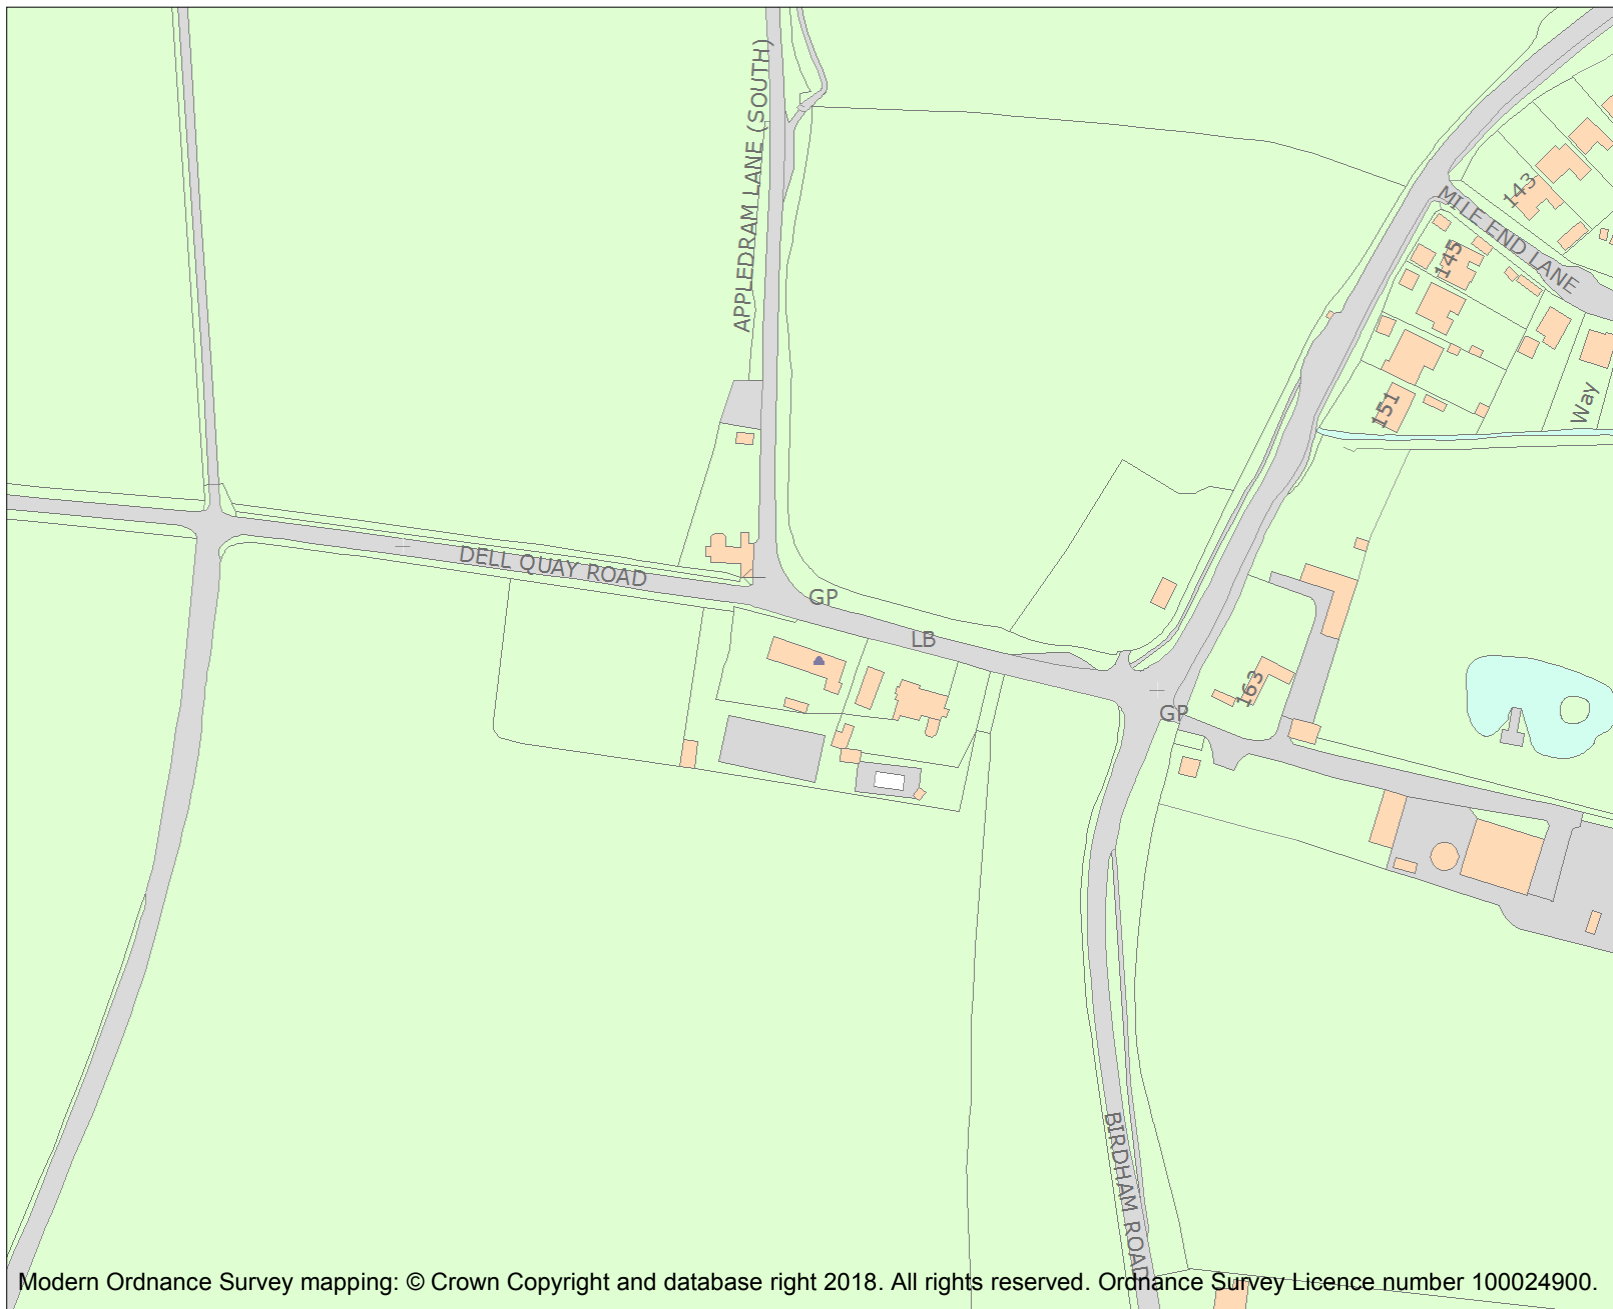 APPLEDRAM LANE (SOUTH)
143
MILE END LANE
145
151
Way
DELL QUAY ROAD
GP
LB
163
GP
BIRDHAM ROAD
Modern Ordnance Survey mapping: © Crown Copyright and database right 2018. All rights reserved. Ordnance Survey Licence number 100024900.